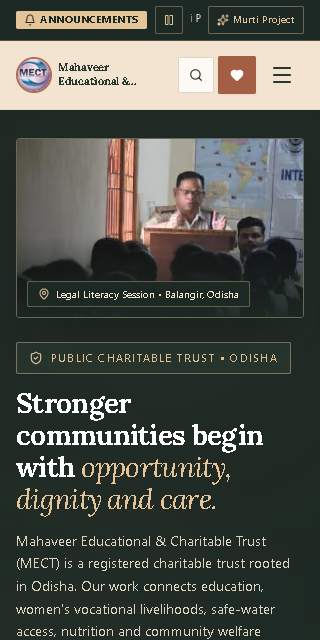 ANNOUNCEMENTS
i P
Murti Project
MECT
Mahaveer
Educational &...
INTE
Legal Literacy Session • Balangir, Odisha
PUBLIC CHARITABLE TRUST • ODISHA
Stronger
communities begin
with opportunity,
dignity and care.
Mahaveer Educational & Charitable Trust
(MECT) is a registered charitable trust rooted
in Odisha. Our work connects education,
women's vocational livelihoods, safe-water
access, nutrition and community welfare